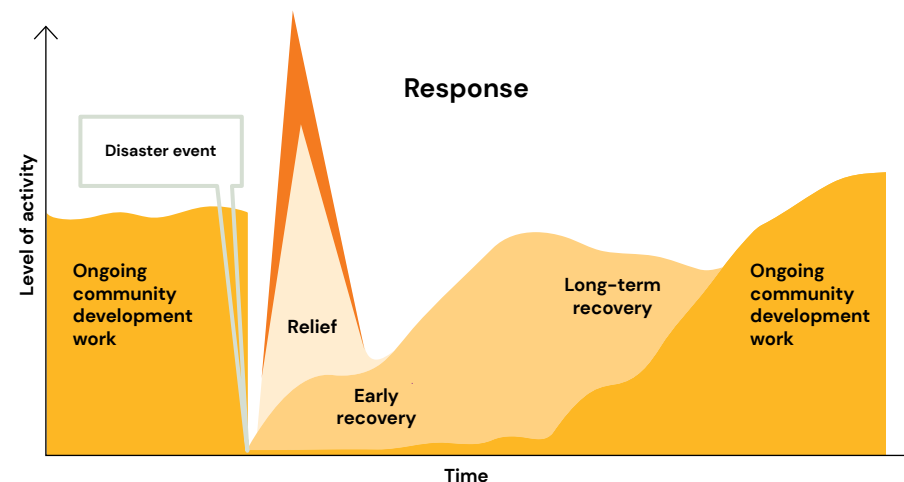 Response
Disaster event
Level of activity
Ongoing
community
development
work
Relief
Early
recovery
Long-term
recovery
Ongoing
community
development
work
Time